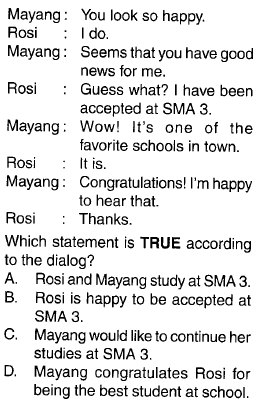 Mayang : You look so happy.
Rosi : I do.
Mayang : Seems that you have good
news for me.
Rosi : Guess what? I have been
accepted at SMA 3.
Mayang : Wow! It's one of the
favorite schools in town.
Rosi : It is.
Mayang : Congratulations! I'm happy
to hear that.
Rosi : Thanks.
Which statement is TRUE according
to the dialog?
A. Rosi and Mayang study at SMA 3.
B. Rosi is happy to be accepted at
SMA 3.
C. Mayang would like to continue her
studies at SMA 3.
D. Mayang congratulates Rosi for
being the best student at school.